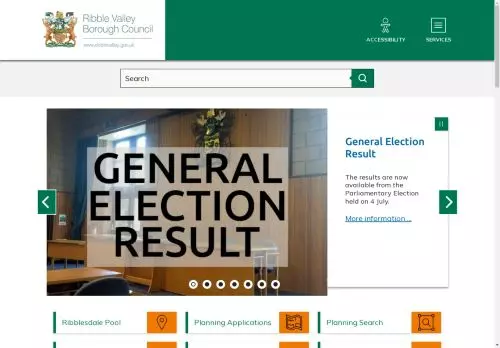 Ribble Valley
Borough Council
www.ribblevalley.gov.uk
ACCESSIBILITY
SERVICES
Search
GENERAL
ELECTION
RESULT
General Election
Result
The results are now
available from the
Parliamentary Election
held on 4 July.
More information...
Ribblesdale Pool
Planning Applications
Planning Search